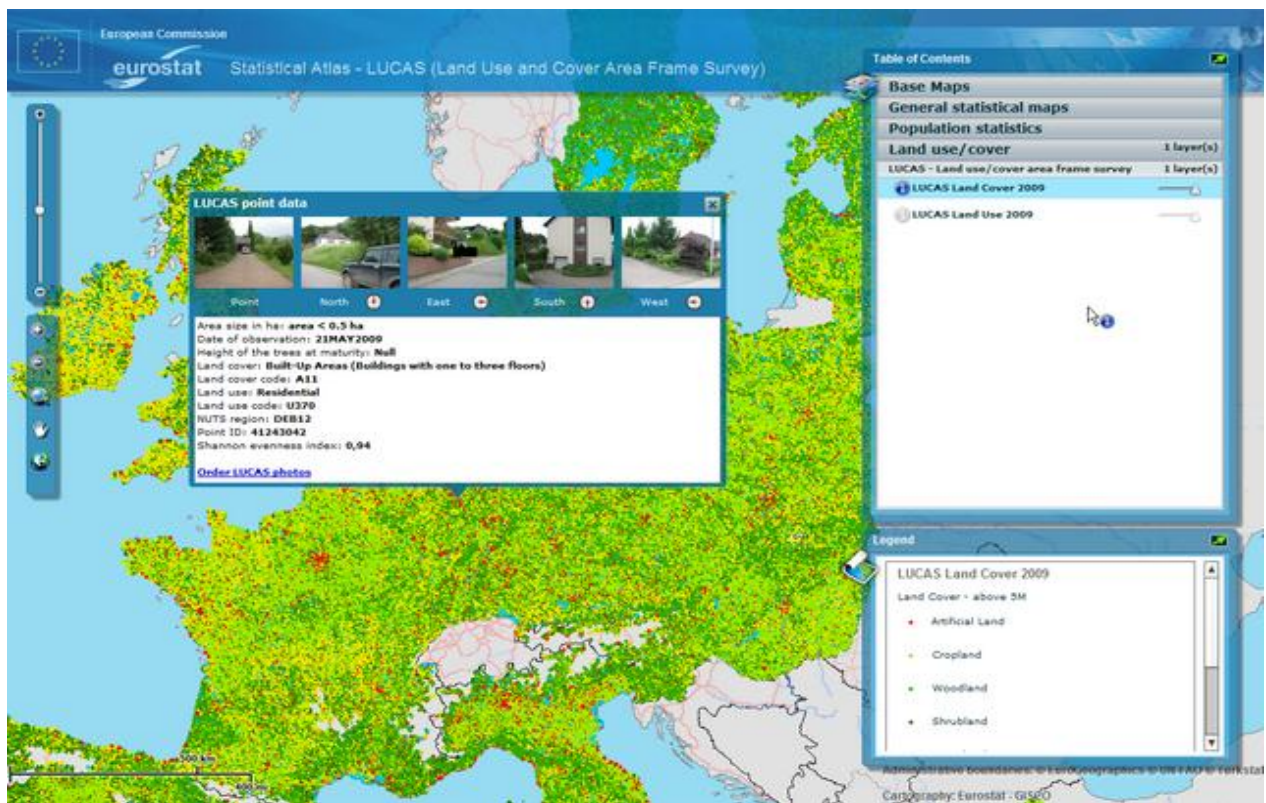 European Commission
eurostat
Statistical Atlas - LUCAS (Land Use and Cover Area Frame Survey)
Table of Contents
Base Maps
General statistical maps
Population statistics
Land use/cover 1 layer(s)
LUCAS - Land use/cover area frame survey 1 layer(s)
LUCAS Land Cover 2009
LUCAS Land Use 2009
LUCAS point data
Point North East South West
Area size in ha: area < 0.5 ha
Date of observation: 21MAY2009
Height of the trees at maturity: Null
Land cover: Built-Up Areas (Buildings with one to three floors)
Land cover code: A11
Land use: Residential
Land use code: U370
NUTS region: DEB12
Point ID: 41243042
Shannon evenness index: 0,94
Order LUCAS photos
Legend
LUCAS Land Cover 2009
Land Cover - above 5M
Artificial Land
Cropland
Woodland
Shrubland
500 km
Administrative boundaries: © EuroGeographics © UN-FAO © Turkstat
Cartography: Eurostat - GISCO